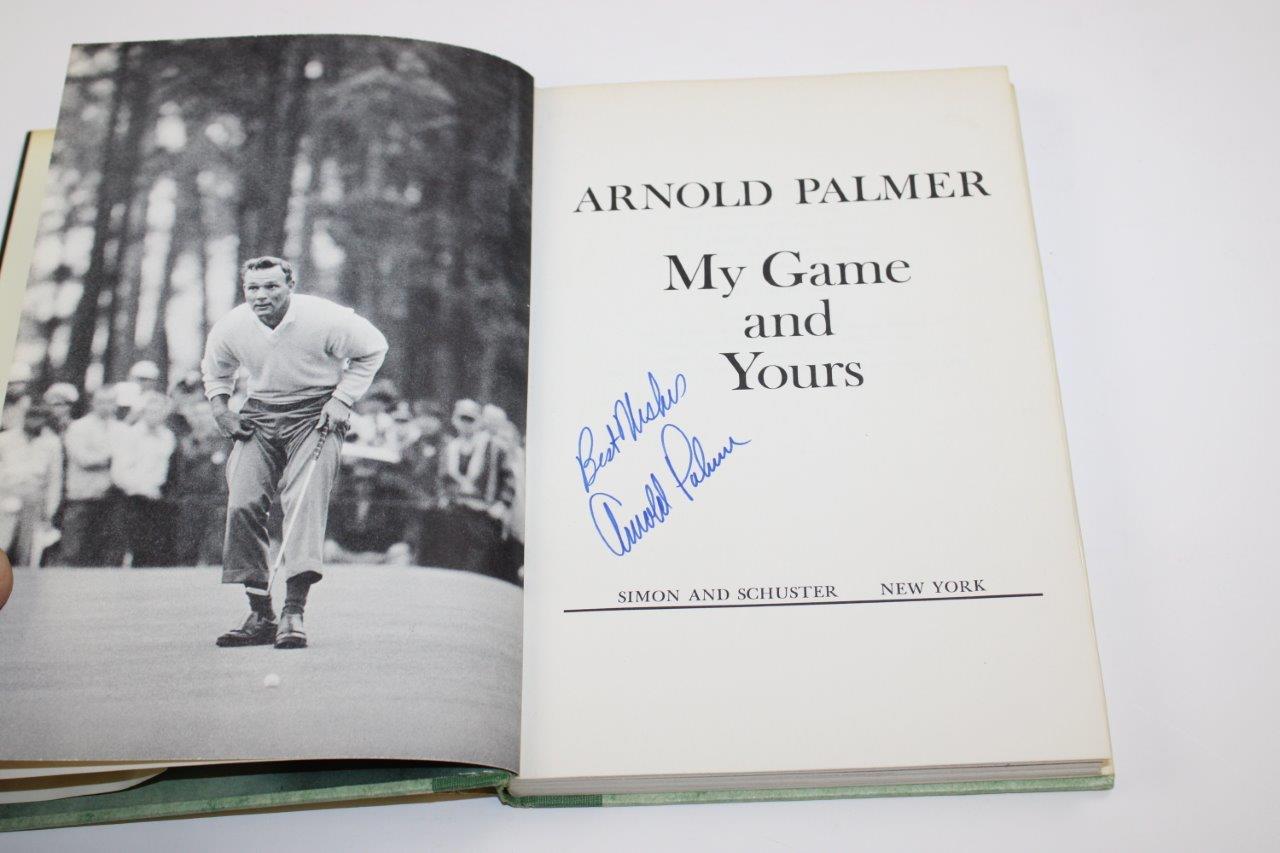 ARNOLD PALMER
My Game
and
Yours
Best Wishes
Arnold Palmer
SIMON AND SCHUSTER NEW YORK